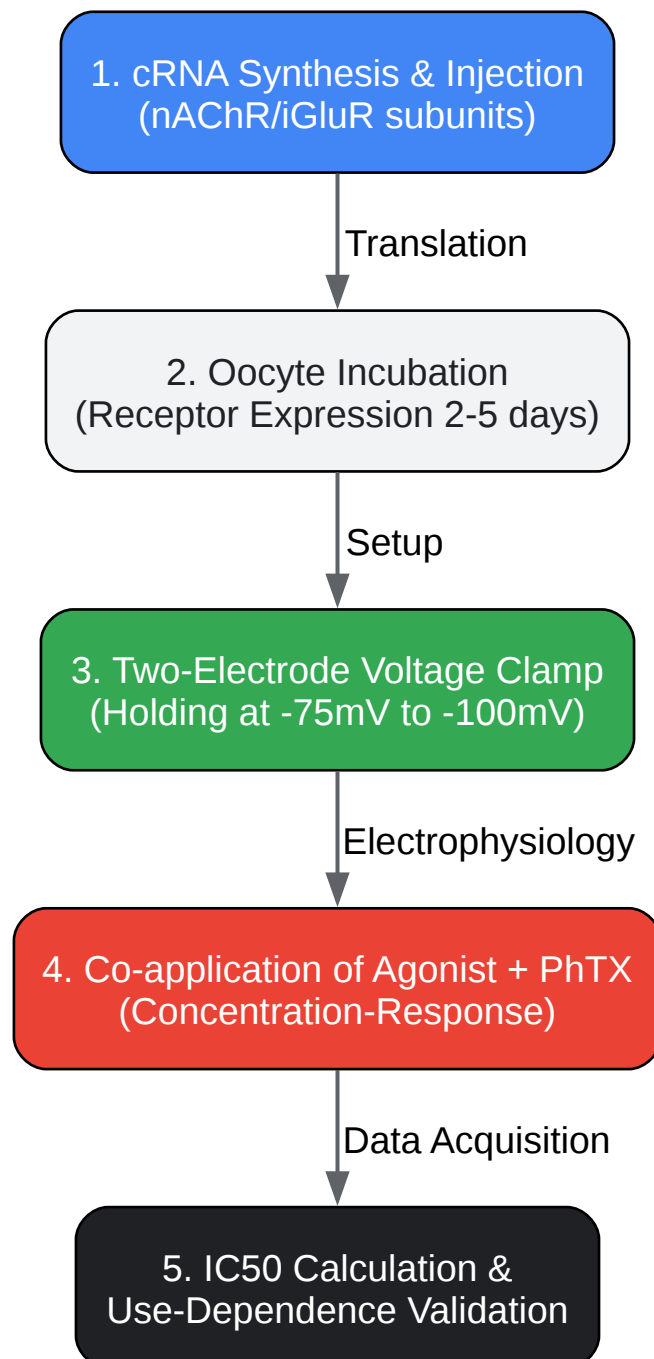 1. cRNA Synthesis & Injection
(nAChR/iGluR subunits)
Translation
2. Oocyte Incubation
(Receptor Expression 2-5 days)
Setup
3. Two-Electrode Voltage Clamp
(Holding at -75mV to -100mV)
Electrophysiology
4. Co-application of Agonist + PhTX
(Concentration-Response)
Data Acquisition
5. IC50 Calculation &
Use-Dependence Validation